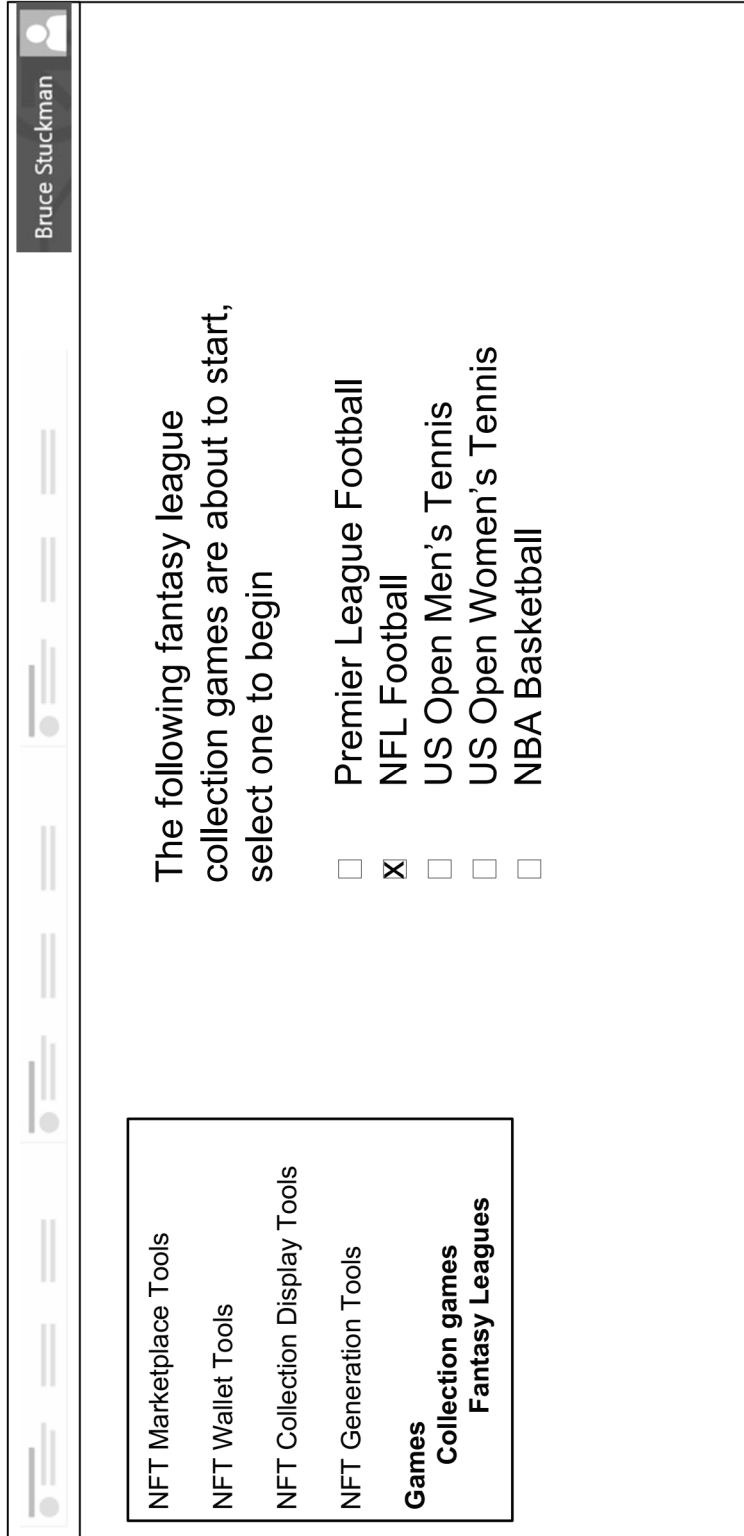 Bruce Stuckman
NFT Marketplace Tools
NFT Wallet Tools
NFT Collection Display Tools
NFT Generation Tools
Games
Collection games
Fantasy Leagues
The following fantasy league
collection games are about to start,
select one to begin
Premier League Football
X NFL Football
US Open Men’s Tennis
US Open Women’s Tennis
NBA Basketball